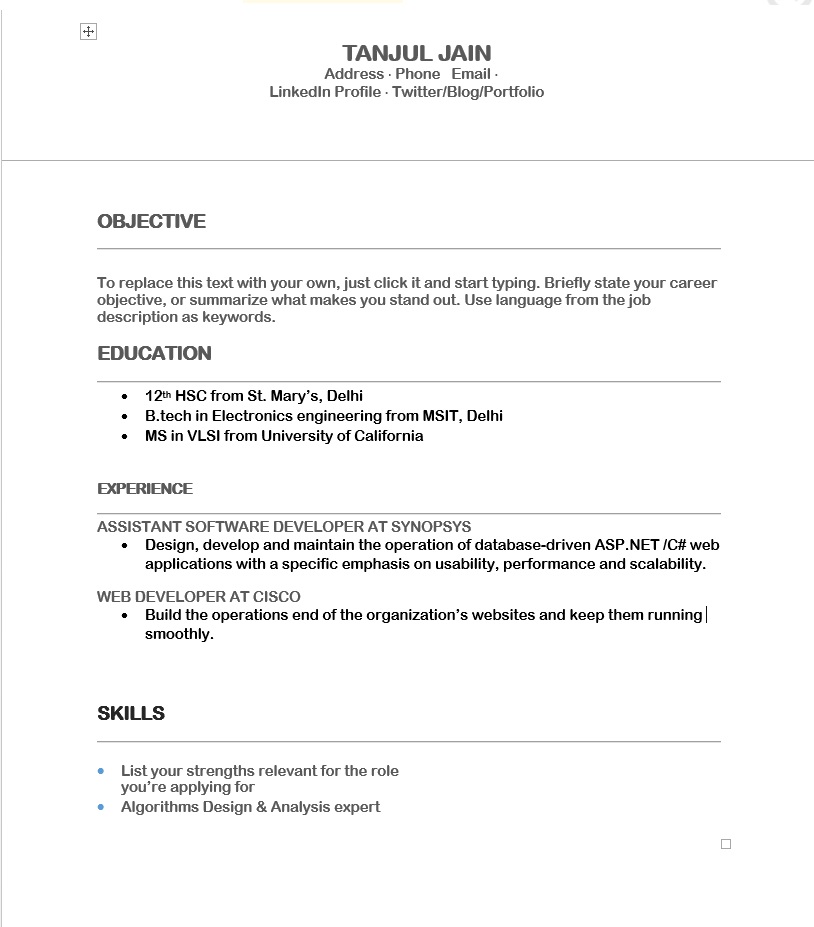 TANJUL JAIN
Address · Phone Email ·
LinkedIn Profile · Twitter/Blog/Portfolio
OBJECTIVE
To replace this text with your own, just click it and start typing. Briefly state your career
objective, or summarize what makes you stand out. Use language from the job
description as keywords.
EDUCATION
• 12th HSC from St. Mary’s, Delhi
• B.tech in Electronics engineering from MSIT, Delhi
• MS in VLSI from University of California
EXPERIENCE
ASSISTANT SOFTWARE DEVELOPER AT SYNOPSYS
• Design, develop and maintain the operation of database-driven ASP.NET /C# web
applications with a specific emphasis on usability, performance and scalability.
WEB DEVELOPER AT CISCO
• Build the operations end of the organization’s websites and keep them running
smoothly.
SKILLS
• List your strengths relevant for the role
you’re applying for
• Algorithms Design & Analysis expert